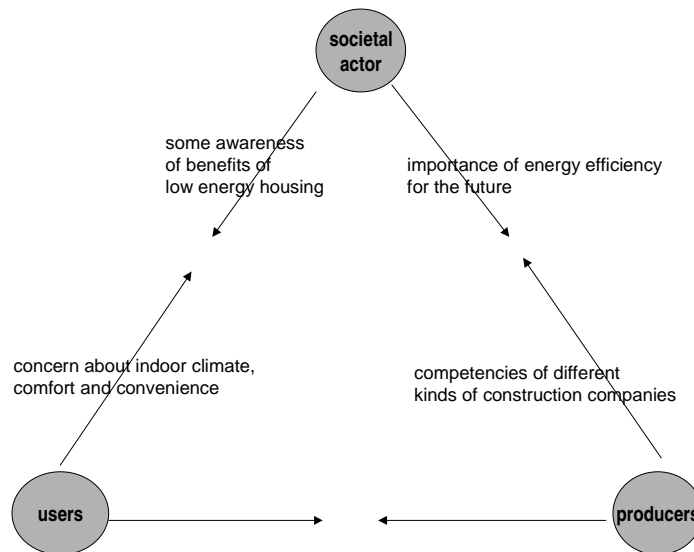 societal
actor
some awareness
of benefits of
low energy housing
importance of energy efficiency
for the future
concern about indoor climate,
comfort and convenience
competencies of different
kinds of construction companies
users
producers